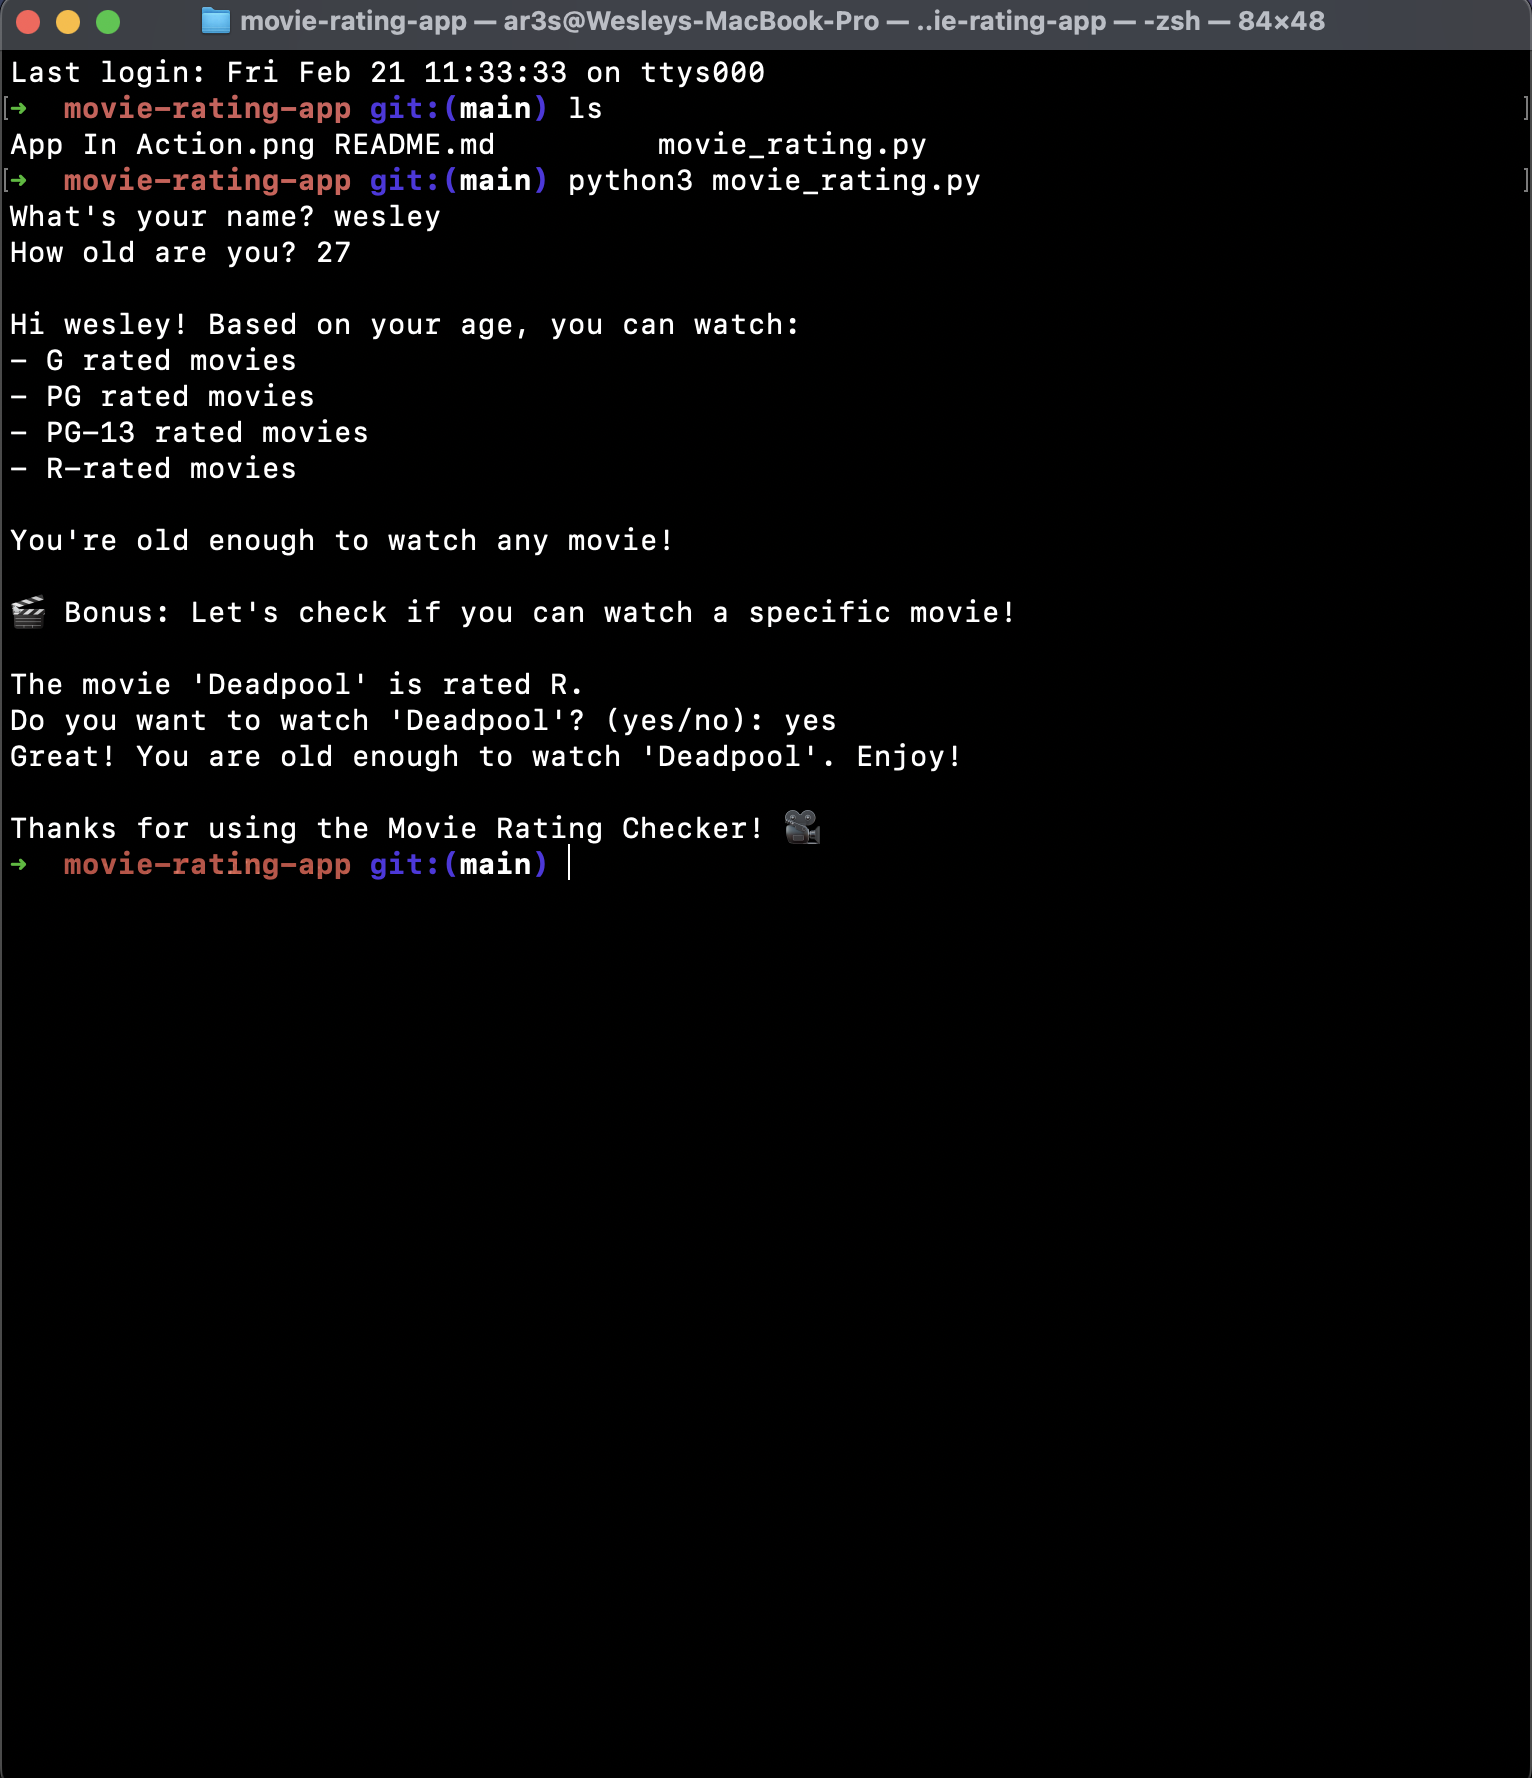 movie-rating-app — ar3s@Wesleys-MacBook-Pro — ..ie-rating-app — -zsh — 84×48
Last login: Fri Feb 21 11:33:33 on ttys000
[➜  movie-rating-app git:(main) ls ]
App In Action.png README.md         movie_rating.py
[➜  movie-rating-app git:(main) python3 movie_rating.py ]
What's your name? wesley
How old are you? 27
Hi wesley! Based on your age, you can watch:
- G rated movies
- PG rated movies
- PG-13 rated movies
- R-rated movies
You're old enough to watch any movie!
🎬 Bonus: Let's check if you can watch a specific movie!
The movie 'Deadpool' is rated R.
Do you want to watch 'Deadpool'? (yes/no): yes
Great! You are old enough to watch 'Deadpool'. Enjoy!
Thanks for using the Movie Rating Checker! 🎥
➜  movie-rating-app git:(main)